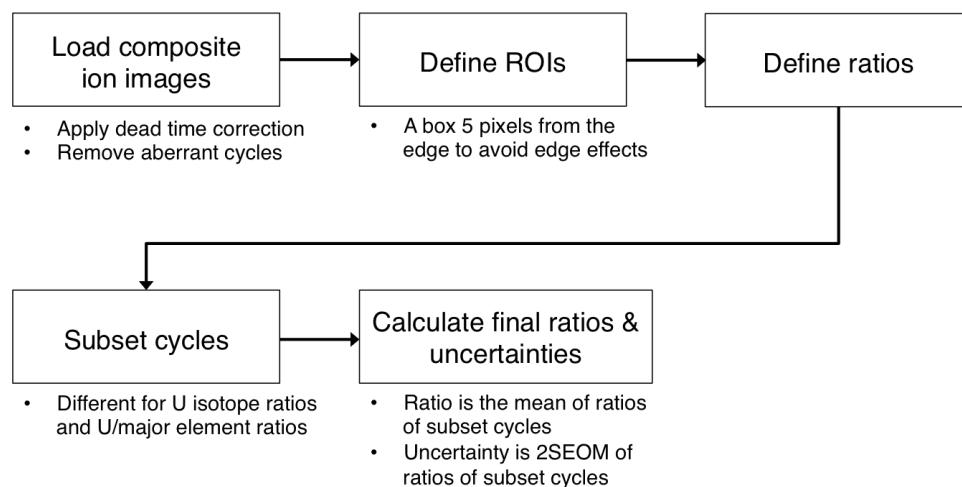 Load composite
ion images
• Apply dead time correction
• Remove aberrant cycles
Define ROIs
• A box 5 pixels from the
edge to avoid edge effects
Define ratios
Subset cycles
• Different for U isotope ratios
and U/major element ratios
Calculate final ratios &
uncertainties
• Ratio is the mean of ratios
of subset cycles
• Uncertainty is 2SEOM of
ratios of subset cycles